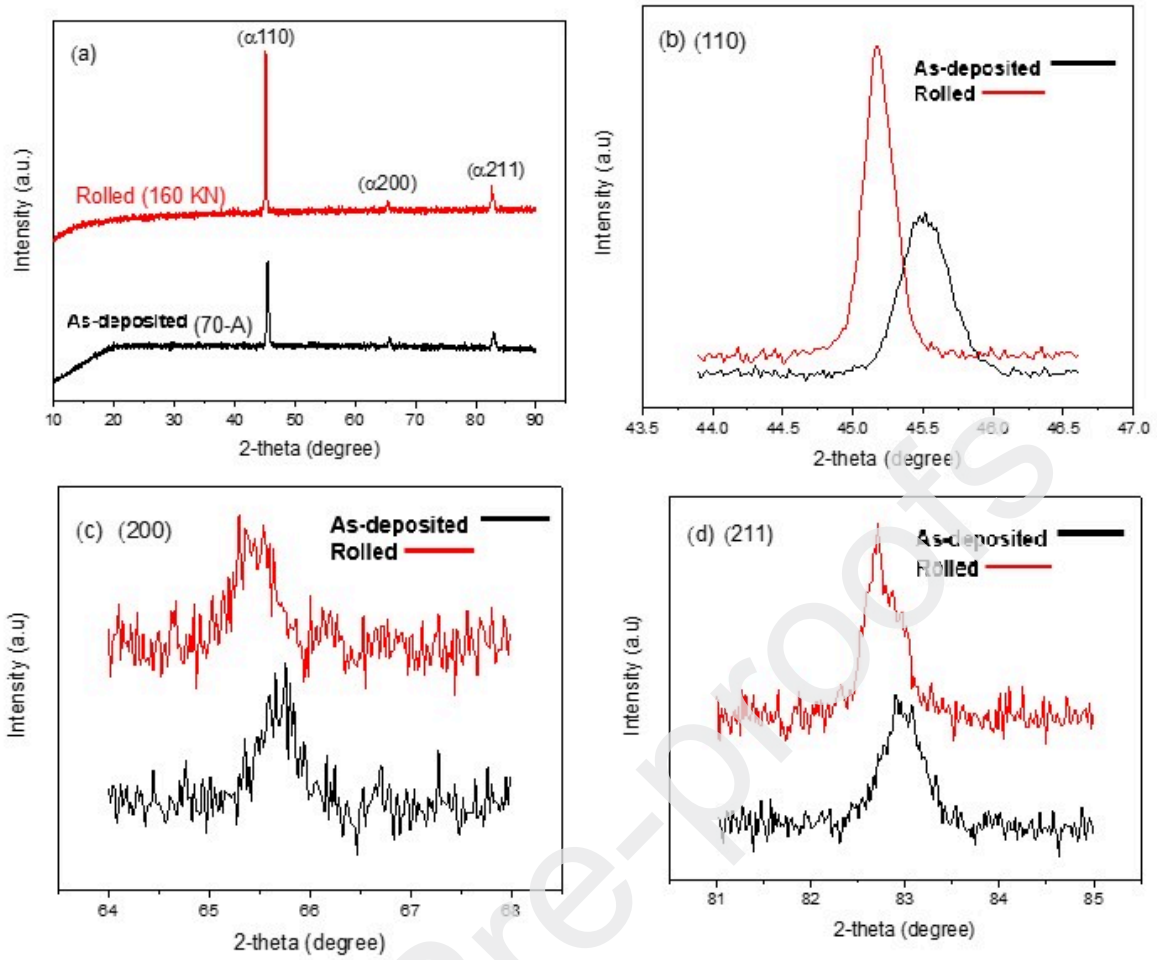 (a)
(α110)
(α200)
(α211)
Rolled (160 KN)
As-deposited (70-A)
Intensity (a.u.)
10 20 30 40 50 60 70 80 90
2-theta (degree)
(b) (110)
As-deposited
Rolled
Intensity (a.u)
43.5 44.0 44.5 45.0 45.5 46.0 46.5 47.0
2-theta (degree)
(c) (200)
As-deposited
Rolled
Intensity (a.u)
64 65 66 67 68
2-theta (degree)
(d) (211)
As-deposited
Rolled
Intensity (a.u)
81 82 83 84 85
2-theta (degree)
Pre-proofs